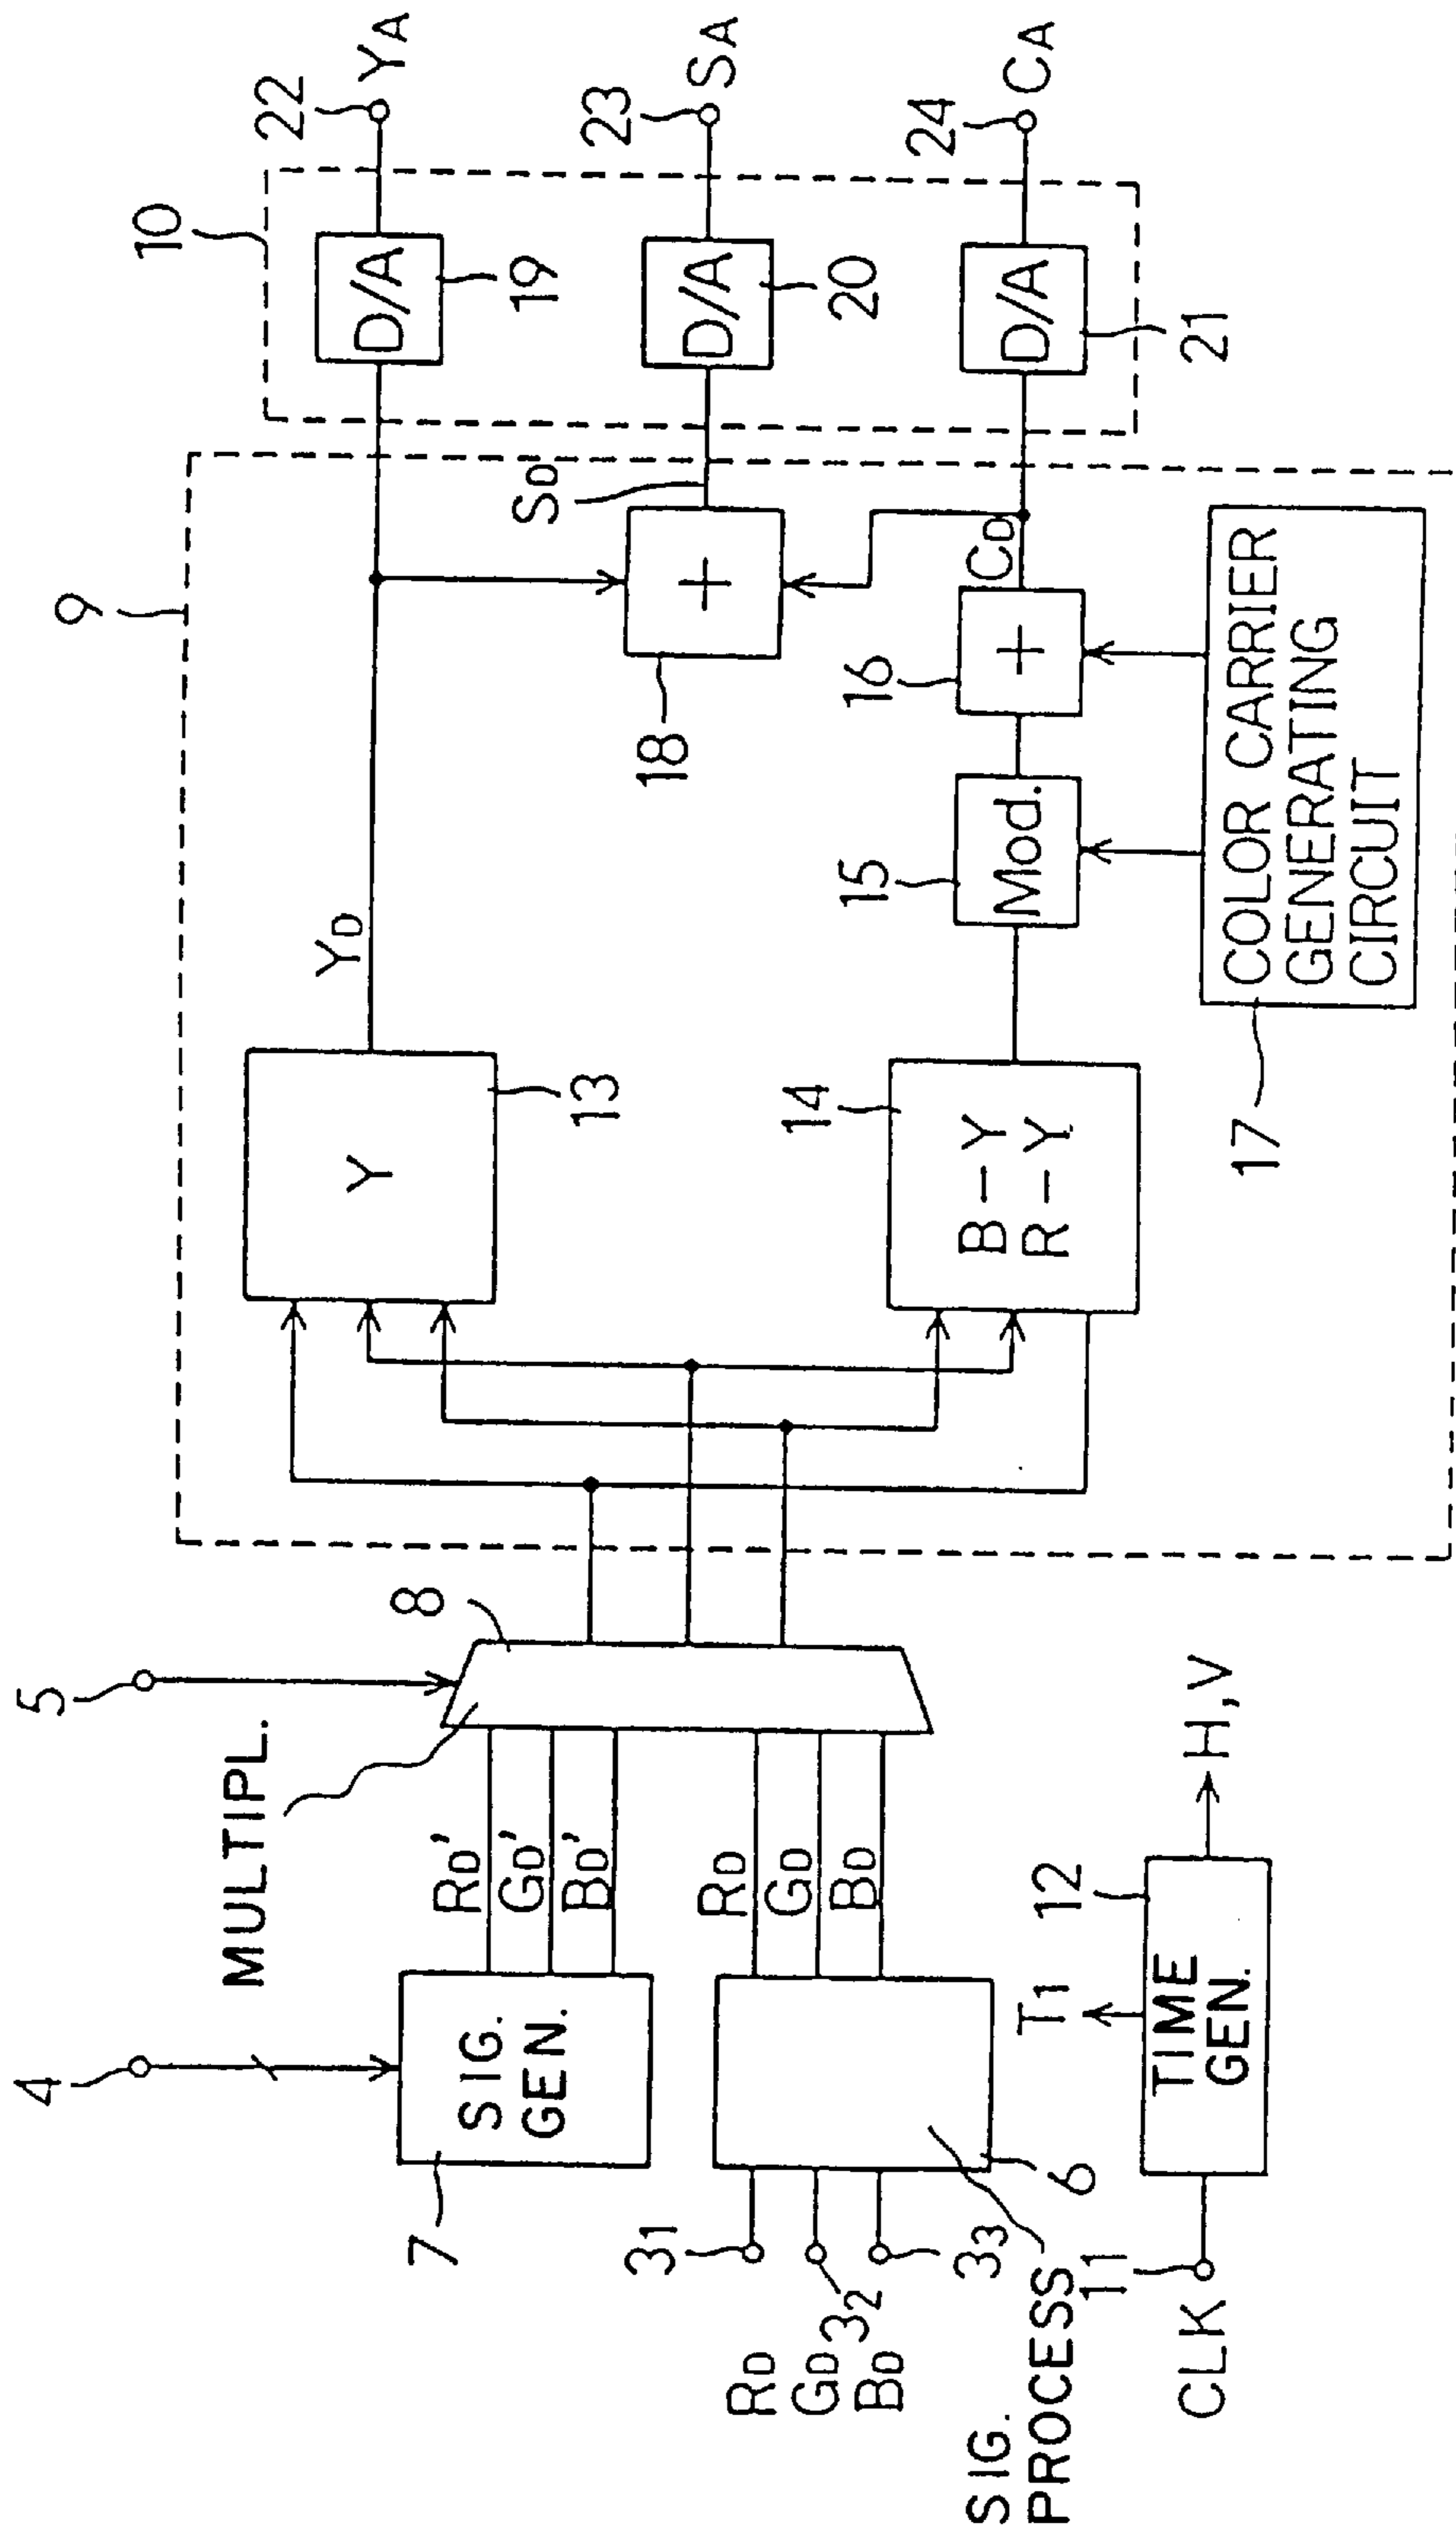 4
5
MULTIPL.
8
9
10
7
SIG.
GEN.
RD'
GD'
BD'
RD
GD
BD
31
32
33
RD
GD
BD
6
SIG.
PROCESS
CLK
11
TIME
GEN.
12
T1
H,V
Y
13
YD
B-Y
R-Y
14
Mod.
15
+
16
CD
COLOR CARRIER
GENERATING
CIRCUIT
17
+
18
SD
D/A
19
D/A
20
D/A
21
22
YA
23
SA
24
CA